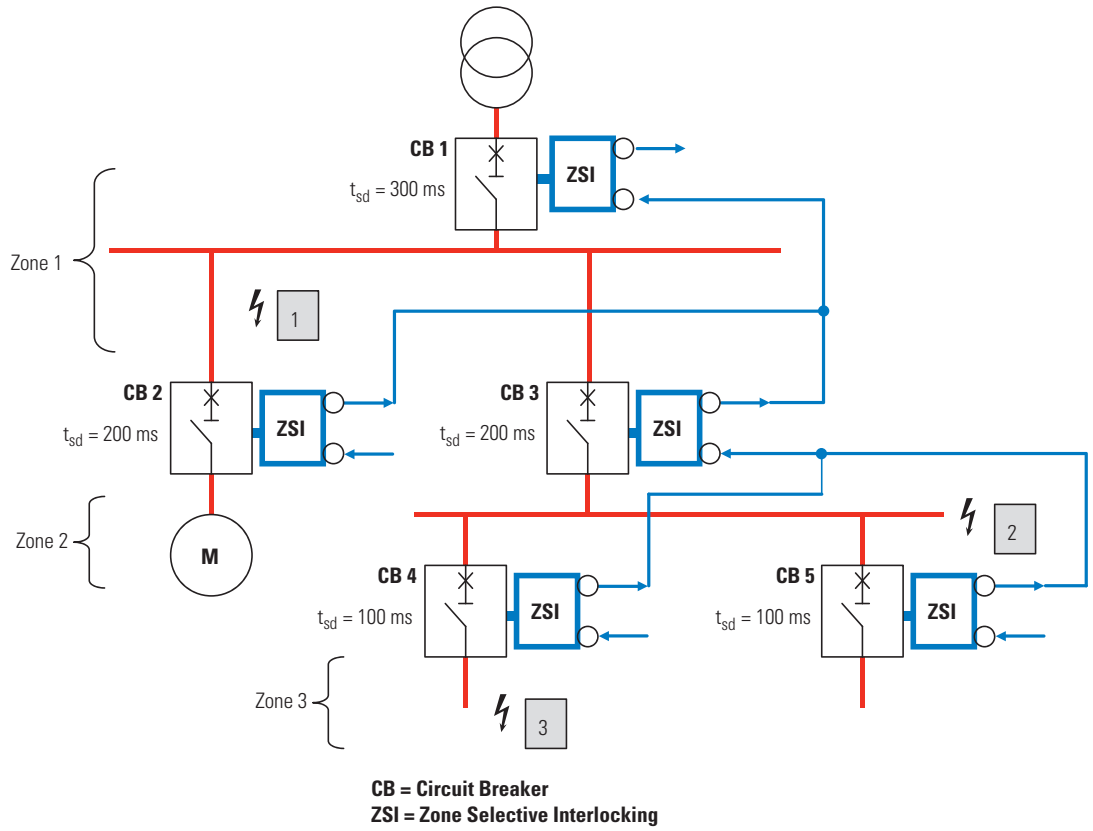 CB 1
ZSI
t_sd = 300 ms
Zone 1
1
CB 2
ZSI
t_sd = 200 ms
CB 3
ZSI
t_sd = 200 ms
Zone 2
M
2
CB 4
ZSI
t_sd = 100 ms
CB 5
ZSI
t_sd = 100 ms
Zone 3
3
CB = Circuit Breaker
ZSI = Zone Selective Interlocking